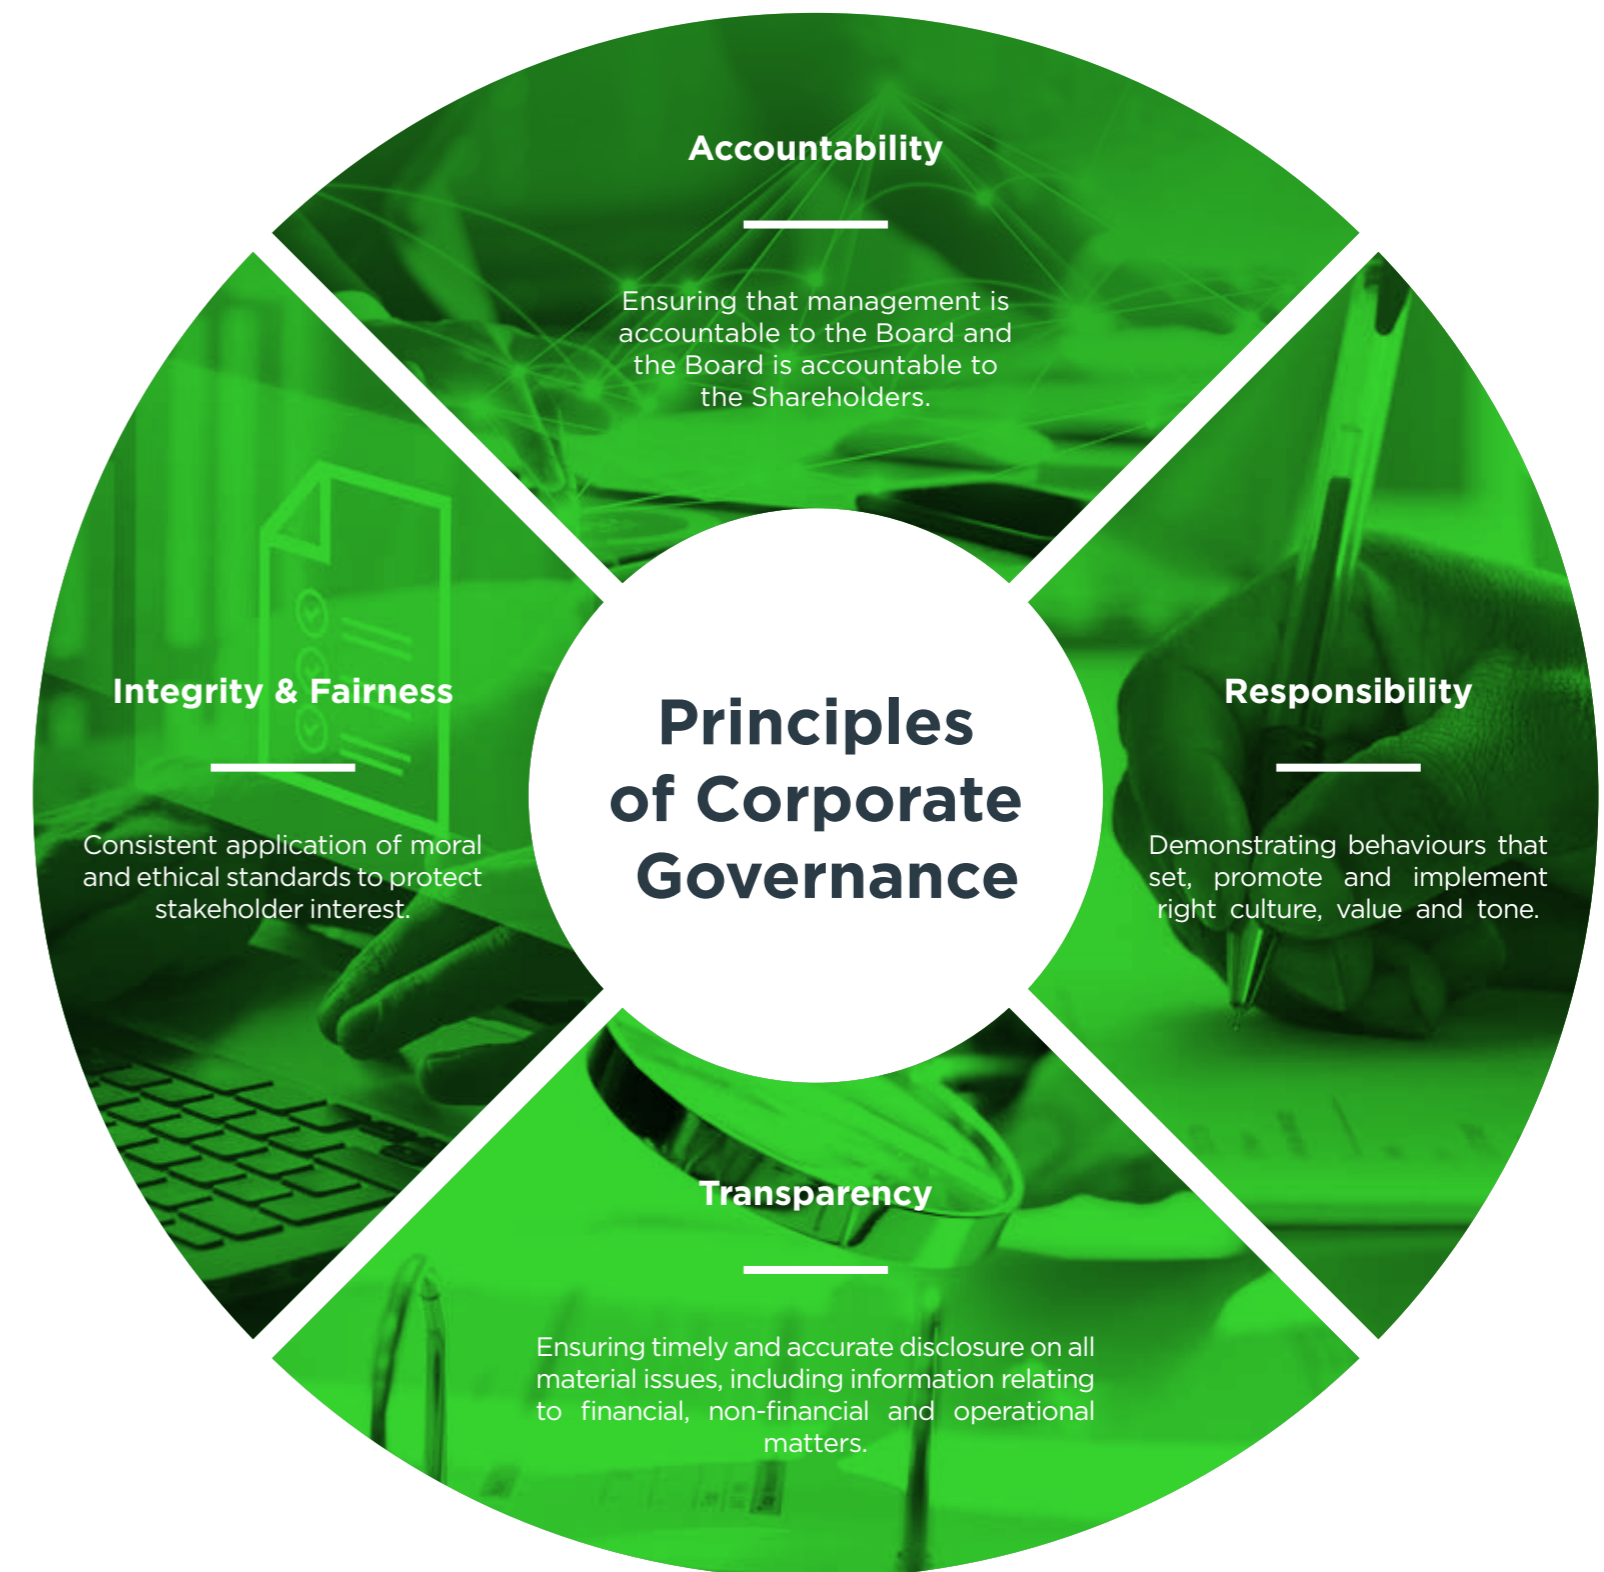 Accountability
Ensuring that management is
accountable to the Board and
the Board is accountable to
the Shareholders.
Integrity & Fairness
Consistent application of moral
and ethical standards to protect
stakeholder interest.
Principles
of Corporate
Governance
Responsibility
Demonstrating behaviours that
set, promote and implement
right culture, value and tone.
Transparency
Ensuring timely and accurate disclosure on all
material issues, including information relating
to financial, non-financial and operational
matters.